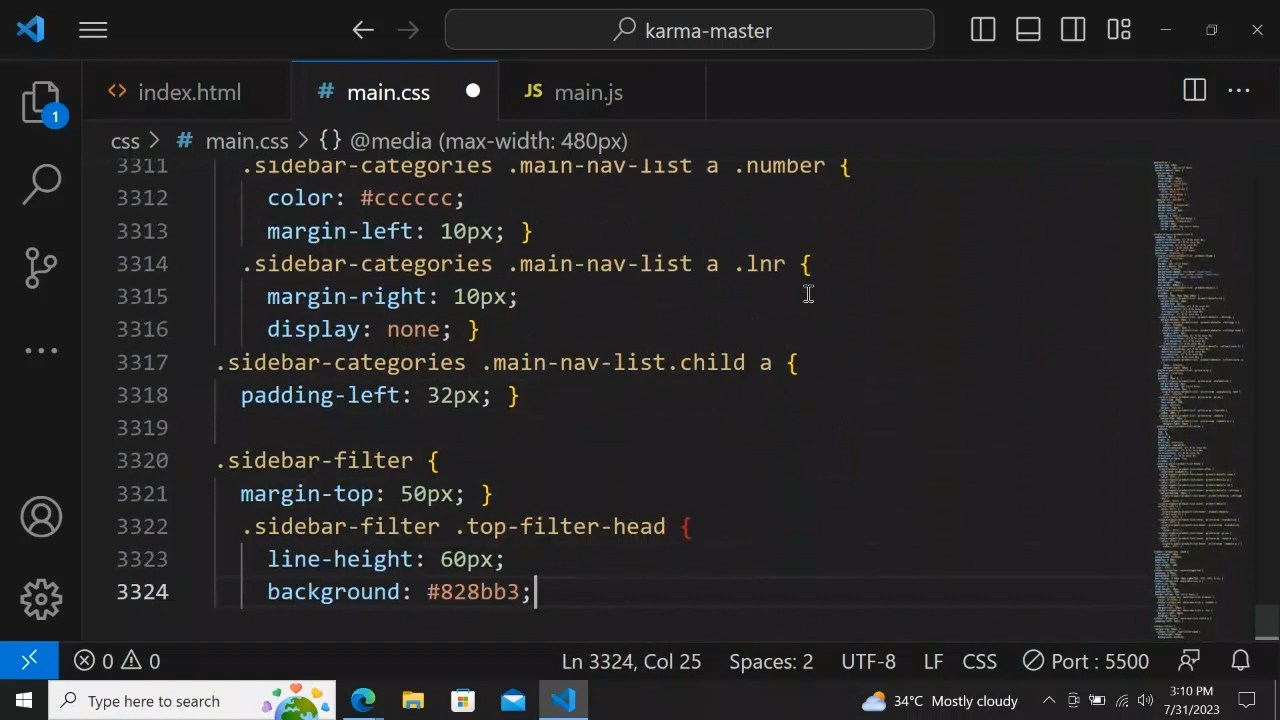 karma-master
index.html
# main.css
JS main.js
css > # main.css > {} @media (max-width: 480px)
3311 .sidebar-categories .main-nav-list a .number {
3312 color: #cccccc;
3313 margin-left: 10px; }
3314 .sidebar-categories .main-nav-list a .lnr {
3315 margin-right: 10px;
3316 display: none; }
3317 .sidebar-categories .main-nav-list.child a {
3318 padding-left: 32px; }
3319
3320 .sidebar-filter {
3321 margin-top: 50px; }
3322 .sidebar-filter .top-filter-head {
3323 line-height: 60px;
3324 background: #828bb3;
1
0 0
Ln 3324, Col 25
Spaces: 2
UTF-8
LF
CSS
Port : 5500
Type here to search
34°C Mostly cloudy
3:10 PM
7/31/2023